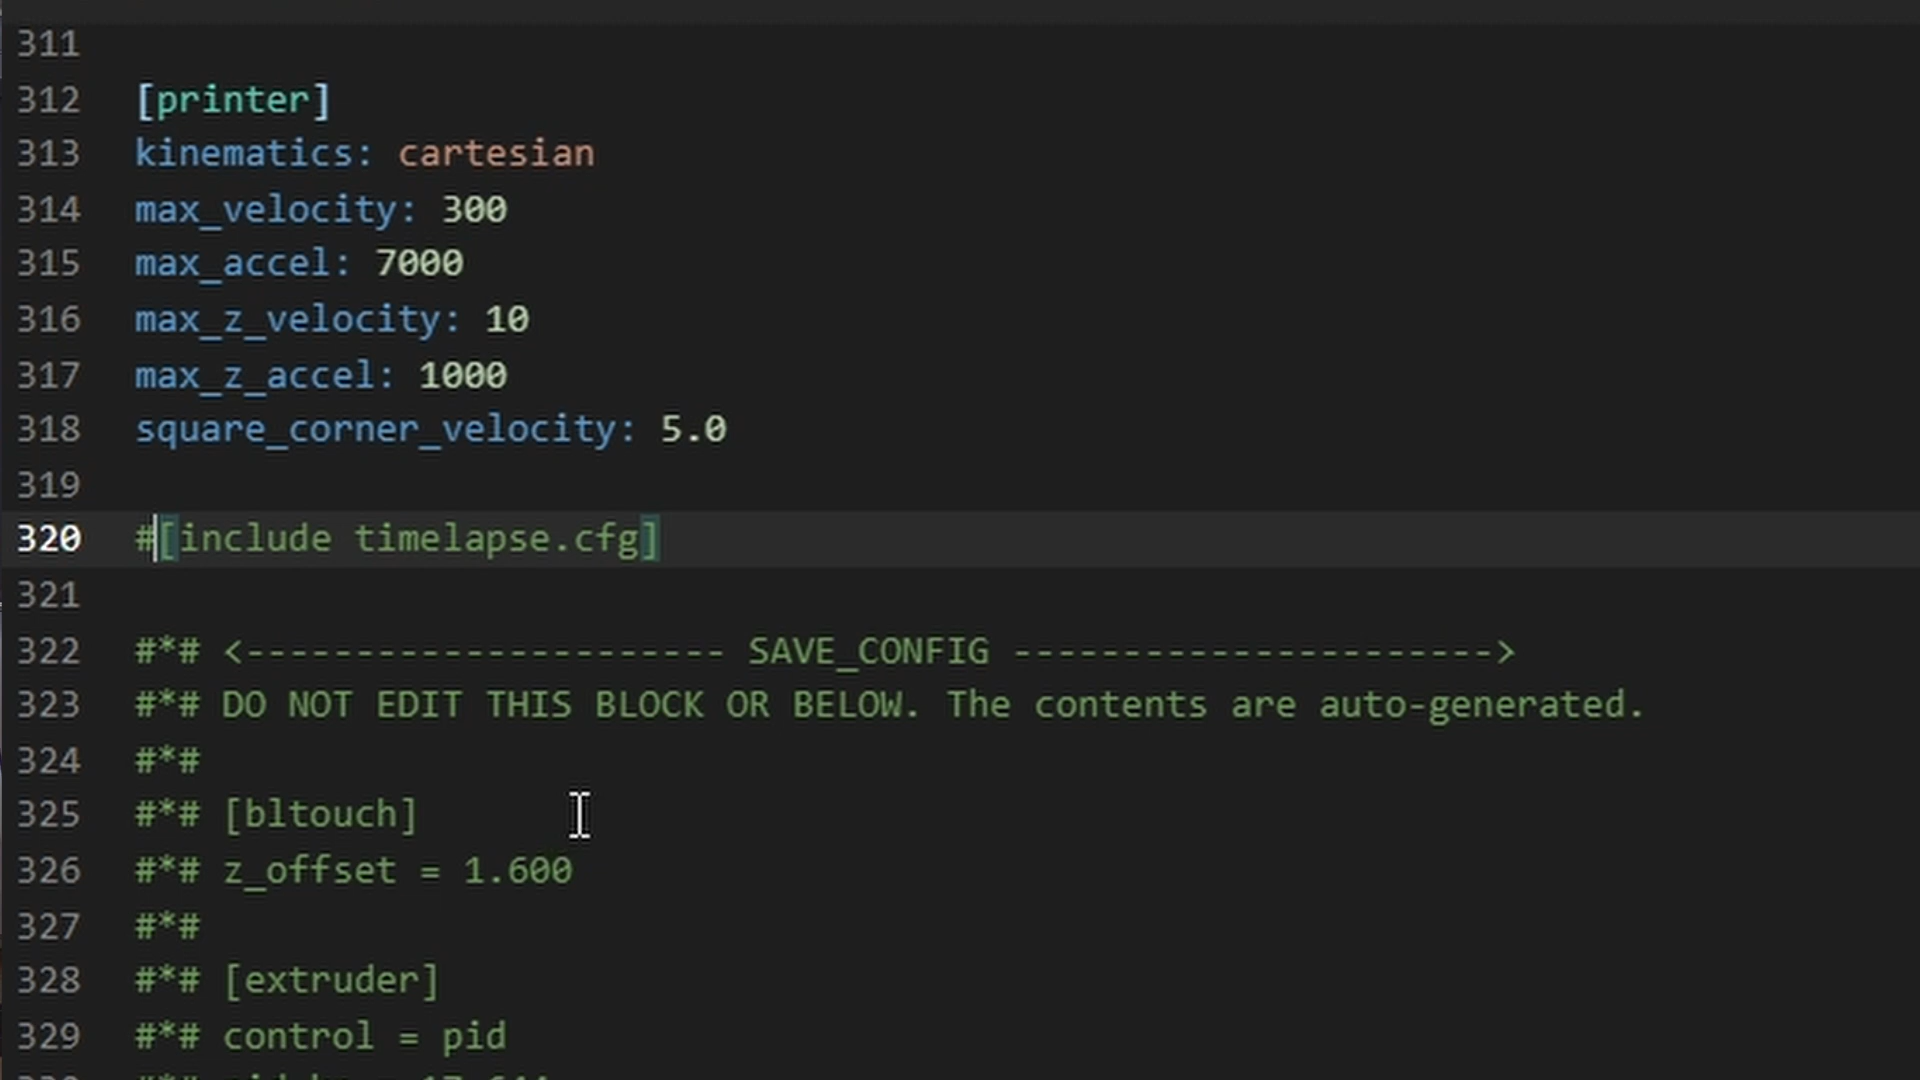 311
312 [printer]
313 kinematics: cartesian
314 max_velocity: 300
315 max_accel: 7000
316 max_z_velocity: 10
317 max_z_accel: 1000
318 square_corner_velocity: 5.0
319
320 #[include timelapse.cfg]
321
322 #*# <---------------------- SAVE_CONFIG ---------------------->
323 #*# DO NOT EDIT THIS BLOCK OR BELOW. The contents are auto-generated.
324 #*#
325 #*# [bltouch]
326 #*# z_offset = 1.600
327 #*#
328 #*# [extruder]
329 #*# control = pid